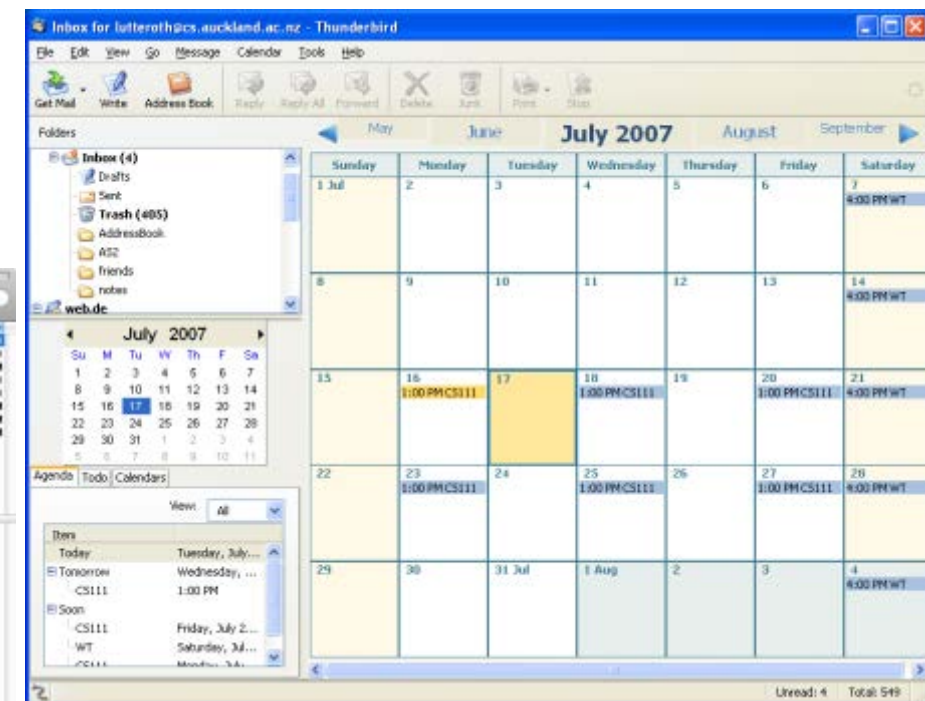 Inbox for lutteroth@cs.auckland.ac.nz - Thunderbird
File Edit View Go Message Calendar Tools Help
Get Mail Write Address Book Reply Reply All Forward Delete Junk Print Stop
Folders
Inbox (4)
Drafts
Sent
Trash (405)
AddressBook
AS2
friends
notes
web.de
July 2007
Su M Tu W Th F Sa
1 2 3 4 5 6 7
8 9 10 11 12 13 14
15 16 17 18 19 20 21
22 23 24 25 26 27 28
29 30 31 1 2 3 4
5 6 7 8 9 10 11
Agenda Todo Calendars
View: All
Item
Today Tuesday, July...
Tomorrow Wednesday, ...
CS111 1:00 PM
Soon
CS111 Friday, July 2...
WT Saturday, Jul...
CS111 Monday, July
May June July 2007 August September
Sunday Monday Tuesday Wednesday Thursday Friday Saturday
1 Jul 2 3 4 5 6 7
4:00 PM WT
8 9 10 11 12 13 14
4:00 PM WT
15 16 17 18 19 20 21
1:00 PM CS111 1:00 PM CS111 1:00 PM CS111 4:00 PM WT
22 23 24 25 26 27 28
1:00 PM CS111 1:00 PM CS111 1:00 PM CS111 4:00 PM WT
29 30 31 Jul 1 Aug 2 3 4
4:00 PM WT
Unread: 4 Total: 549